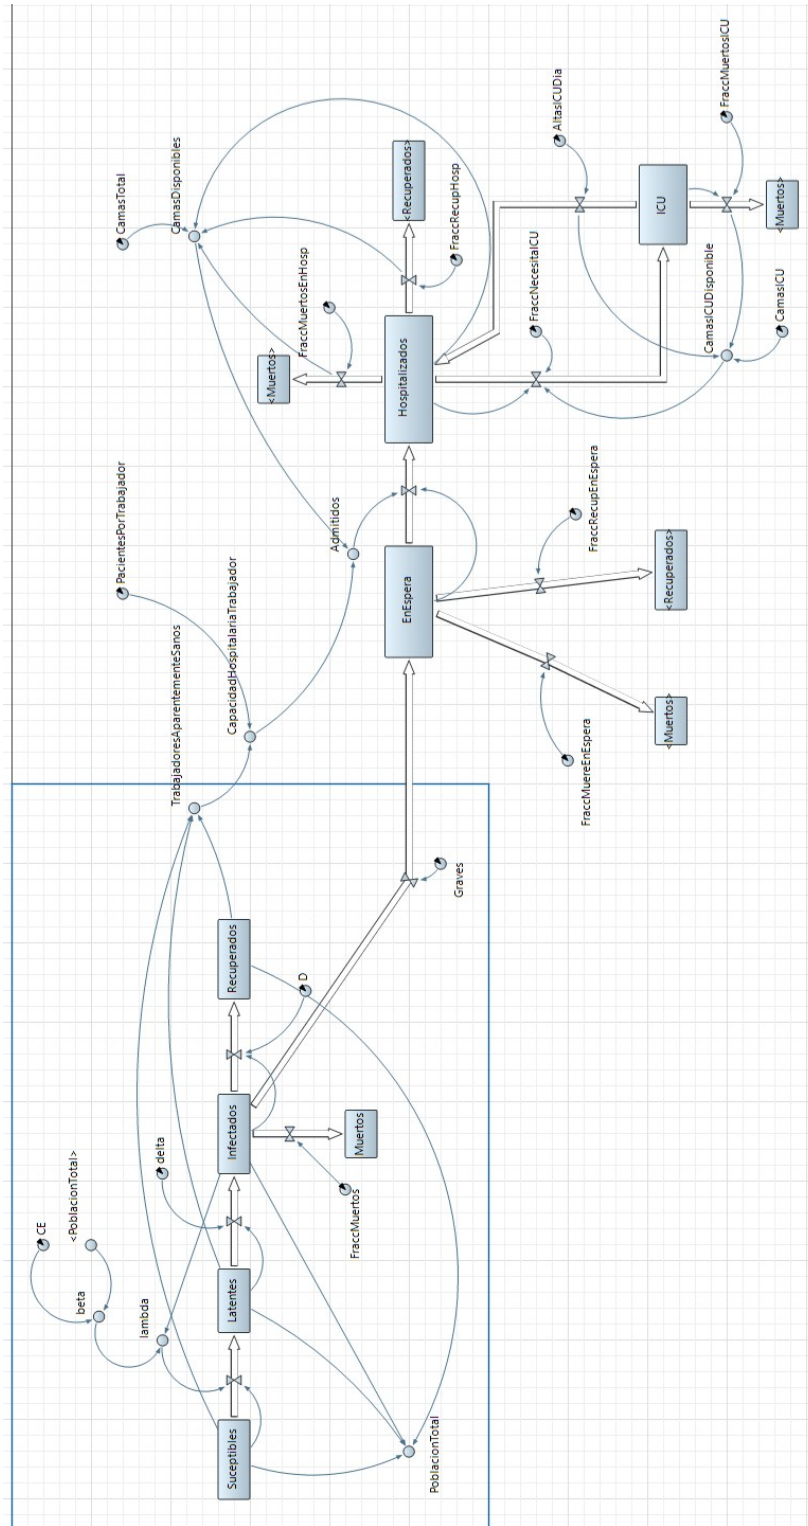 CE
<PoblacionTotal>
beta
lambda
delta
Suceptibles
Latentes
Infectados
Recuperados
D
FraccMuertos
Muertos
PoblacionTotal
Graves
TrabajadoresAparentementeSanos
CapacidadHospitalariaTrabajador
PacientesPorTrabajador
Admitidos
EnEspera
FraccMuereEnEspera
<Muertos>
<Recuperados>
FraccRecupEnEspera
CamasTotal
CamasDisponibles
FraccMuertosEnHosp
<Muertos>
Hospitalizados
<Recuperados>
FraccRecupHosp
FraccNecesitaICU
AltasICUDia
ICU
FraccMuertosICU
<Muertos>
CamasICUDisponible
CamasICU